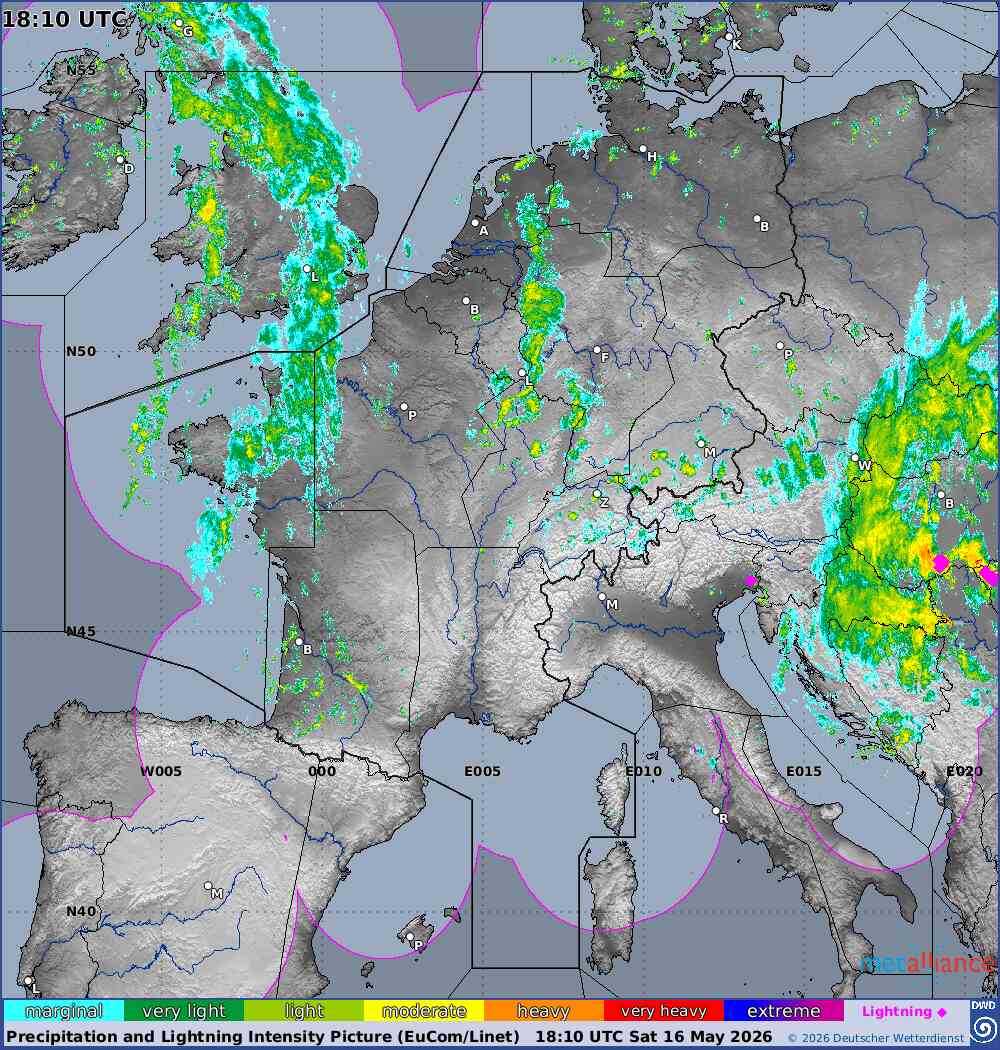 18:10 UTC
G
K
N55
D
H
A
B
L
B
N50
P
F
L
P
M
W
Z
B
M
N45
B
W005
000
E005
E010
E015
E020
R
M
N40
P
L
metalliance
marginal
very light
light
moderate
heavy
very heavy
extreme
Lightning
DWD
Precipitation and Lightning Intensity Picture (EuCom/Linet) 18:10 UTC Sat 16 May 2026 © 2026 Deutscher Wetterdienst